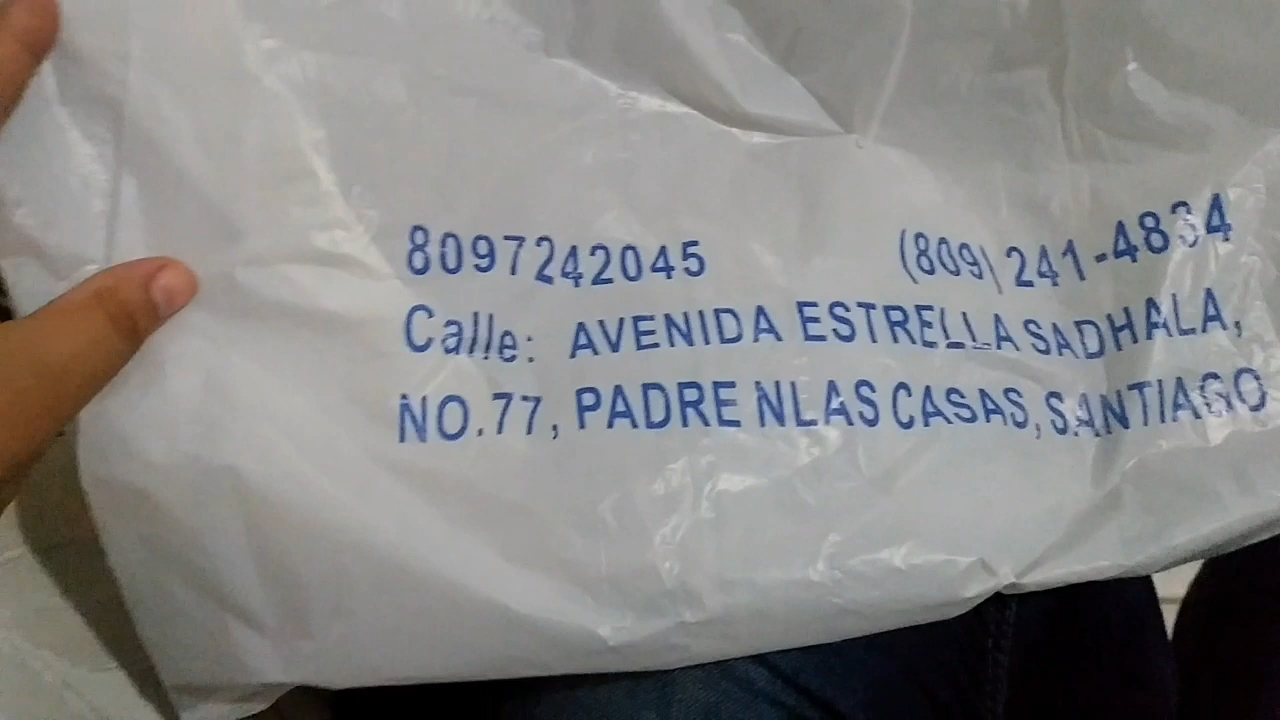 8097242045 (809) 241-4834
Calle: AVENIDA ESTRELLA SADHALA,
NO.77, PADRE NLAS CASAS, SANTIAGO